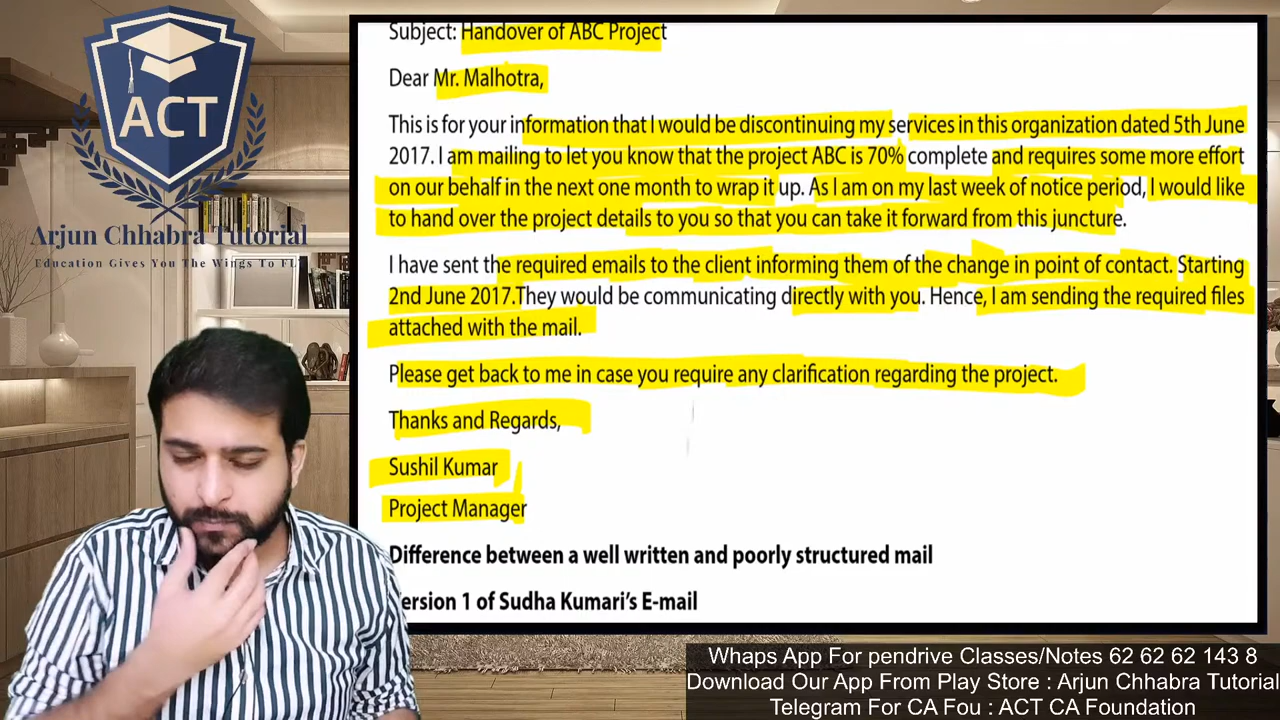 ACT
Arjun Chhabra Tutorial
Education Gives You The Wings To
Subject: Handover of ABC Project
Dear Mr. Malhotra,
This is for your information that I would be discontinuing my services in this organization dated 5th June
2017. I am mailing to let you know that the project ABC is 70% complete and requires some more effort
on our behalf in the next one month to wrap it up. As I am on my last week of notice period, I would like
to hand over the project details to you so that you can take it forward from this juncture.
I have sent the required emails to the client informing them of the change in point of contact. Starting
2nd June 2017.They would be communicating directly with you. Hence, I am sending the required files
attached with the mail.
Please get back to me in case you require any clarification regarding the project.
Thanks and Regards,
Sushil Kumar
Project Manager
Difference between a well written and poorly structured mail
ersion 1 of Sudha Kumari's E-mail
Whaps App For pendrive Classes/Notes 62 62 62 143 8
Download Our App From Play Store : Arjun Chhabra Tutorial
Telegram For CA Fou : ACT CA Foundation